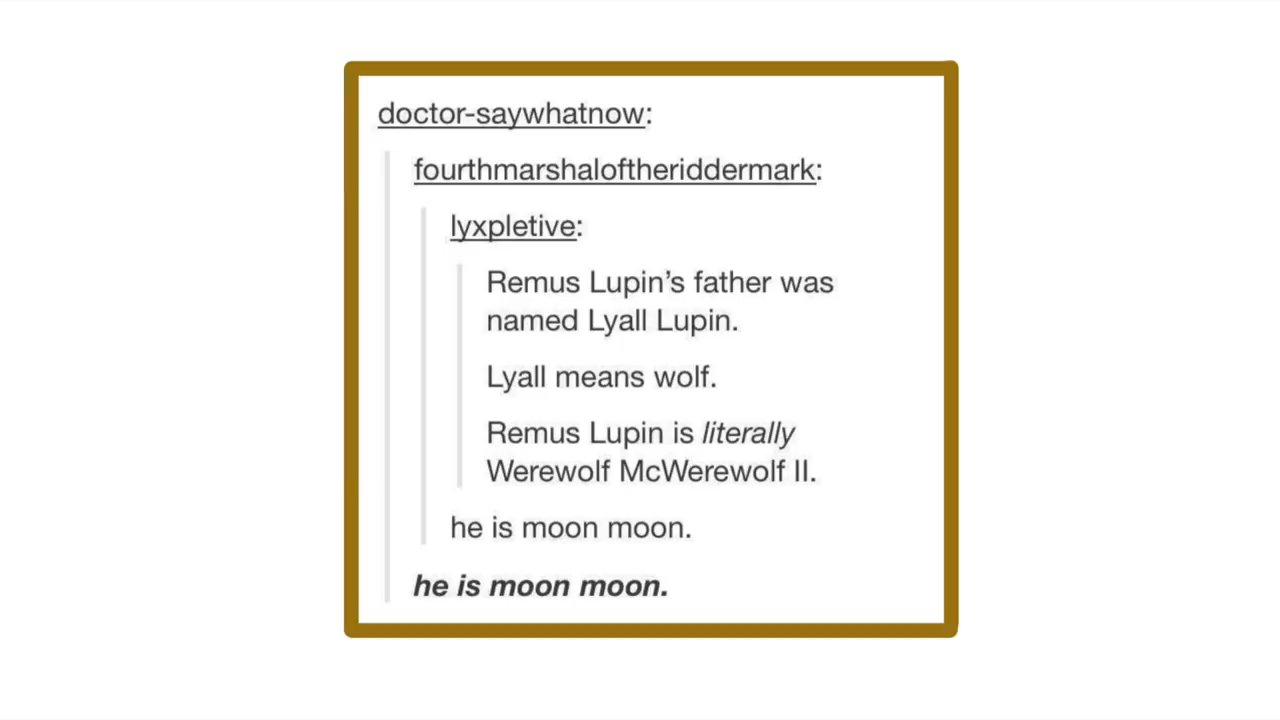 doctor-saywhatnow:
fourthmarshaloftheriddermark:
lyxpletive:
Remus Lupin’s father was
named Lyall Lupin.
Lyall means wolf.
Remus Lupin is literally
Werewolf McWerewolf II.
he is moon moon.
he is moon moon.